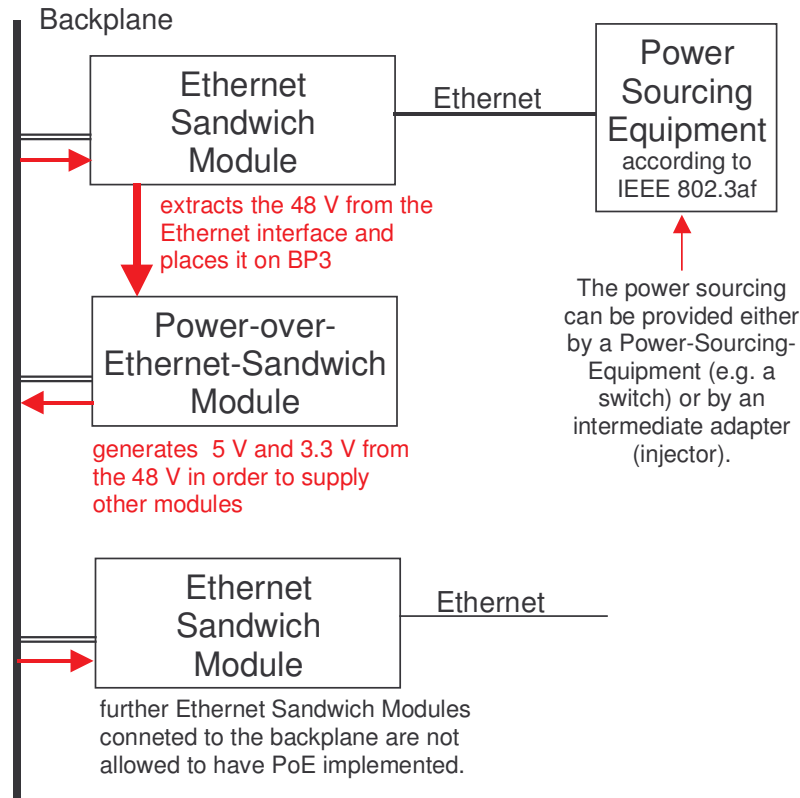 Backplane
Ethernet
Sandwich
Module
Ethernet
Power
Sourcing
Equipment
according to
IEEE 802.3af
extracts the 48 V from the
Ethernet interface and
places it on BP3
The power sourcing
can be provided either
by a Power-Sourcing-
Equipment (e.g. a
switch) or by an
intermediate adapter
(injector).
Power-over-
Ethernet-Sandwich
Module
generates  5 V and 3.3 V from
the 48 V in order to supply
other modules
Ethernet
Sandwich
Module
Ethernet
further Ethernet Sandwich Modules
conneted to the backplane are not
allowed to have PoE implemented.